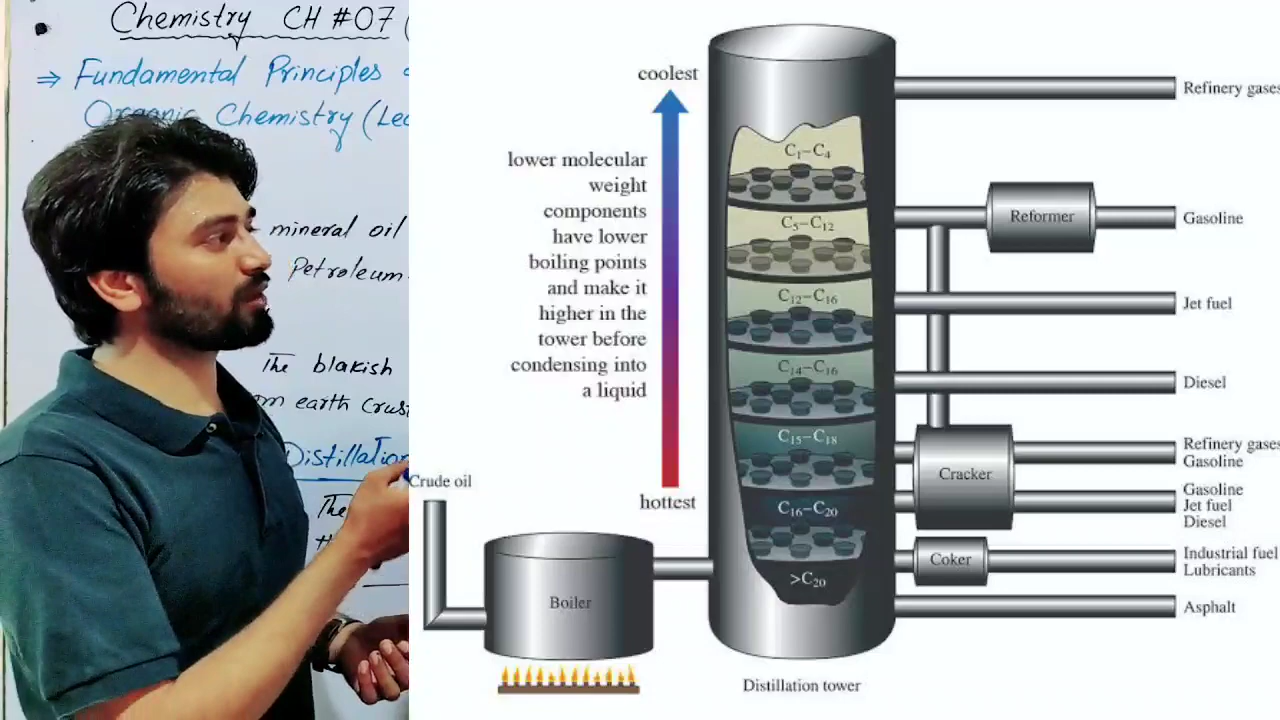 Chemistry CH #07 (
⇒ Fundamental Principles
Organic Chemistry (Lec
mineral oil
Petroleum
The blakish
earth crust
Distillation
The
coolest
lower molecular
weight
components
have lower
boiling points
and make it
higher in the
tower before
condensing into
a liquid
hottest
Crude oil
Boiler
C₁–C₄
C₅–C₁₂
C₁₂–C₁₆
C₁₄–C₁₆
C₁₅–C₁₈
C₁₆–C₂₀
>C₂₀
Distillation tower
Refinery gases
Reformer
Gasoline
Jet fuel
Diesel
Cracker
Refinery gases
Gasoline
Gasoline
Jet fuel
Diesel
Coker
Industrial fuel
Lubricants
Asphalt